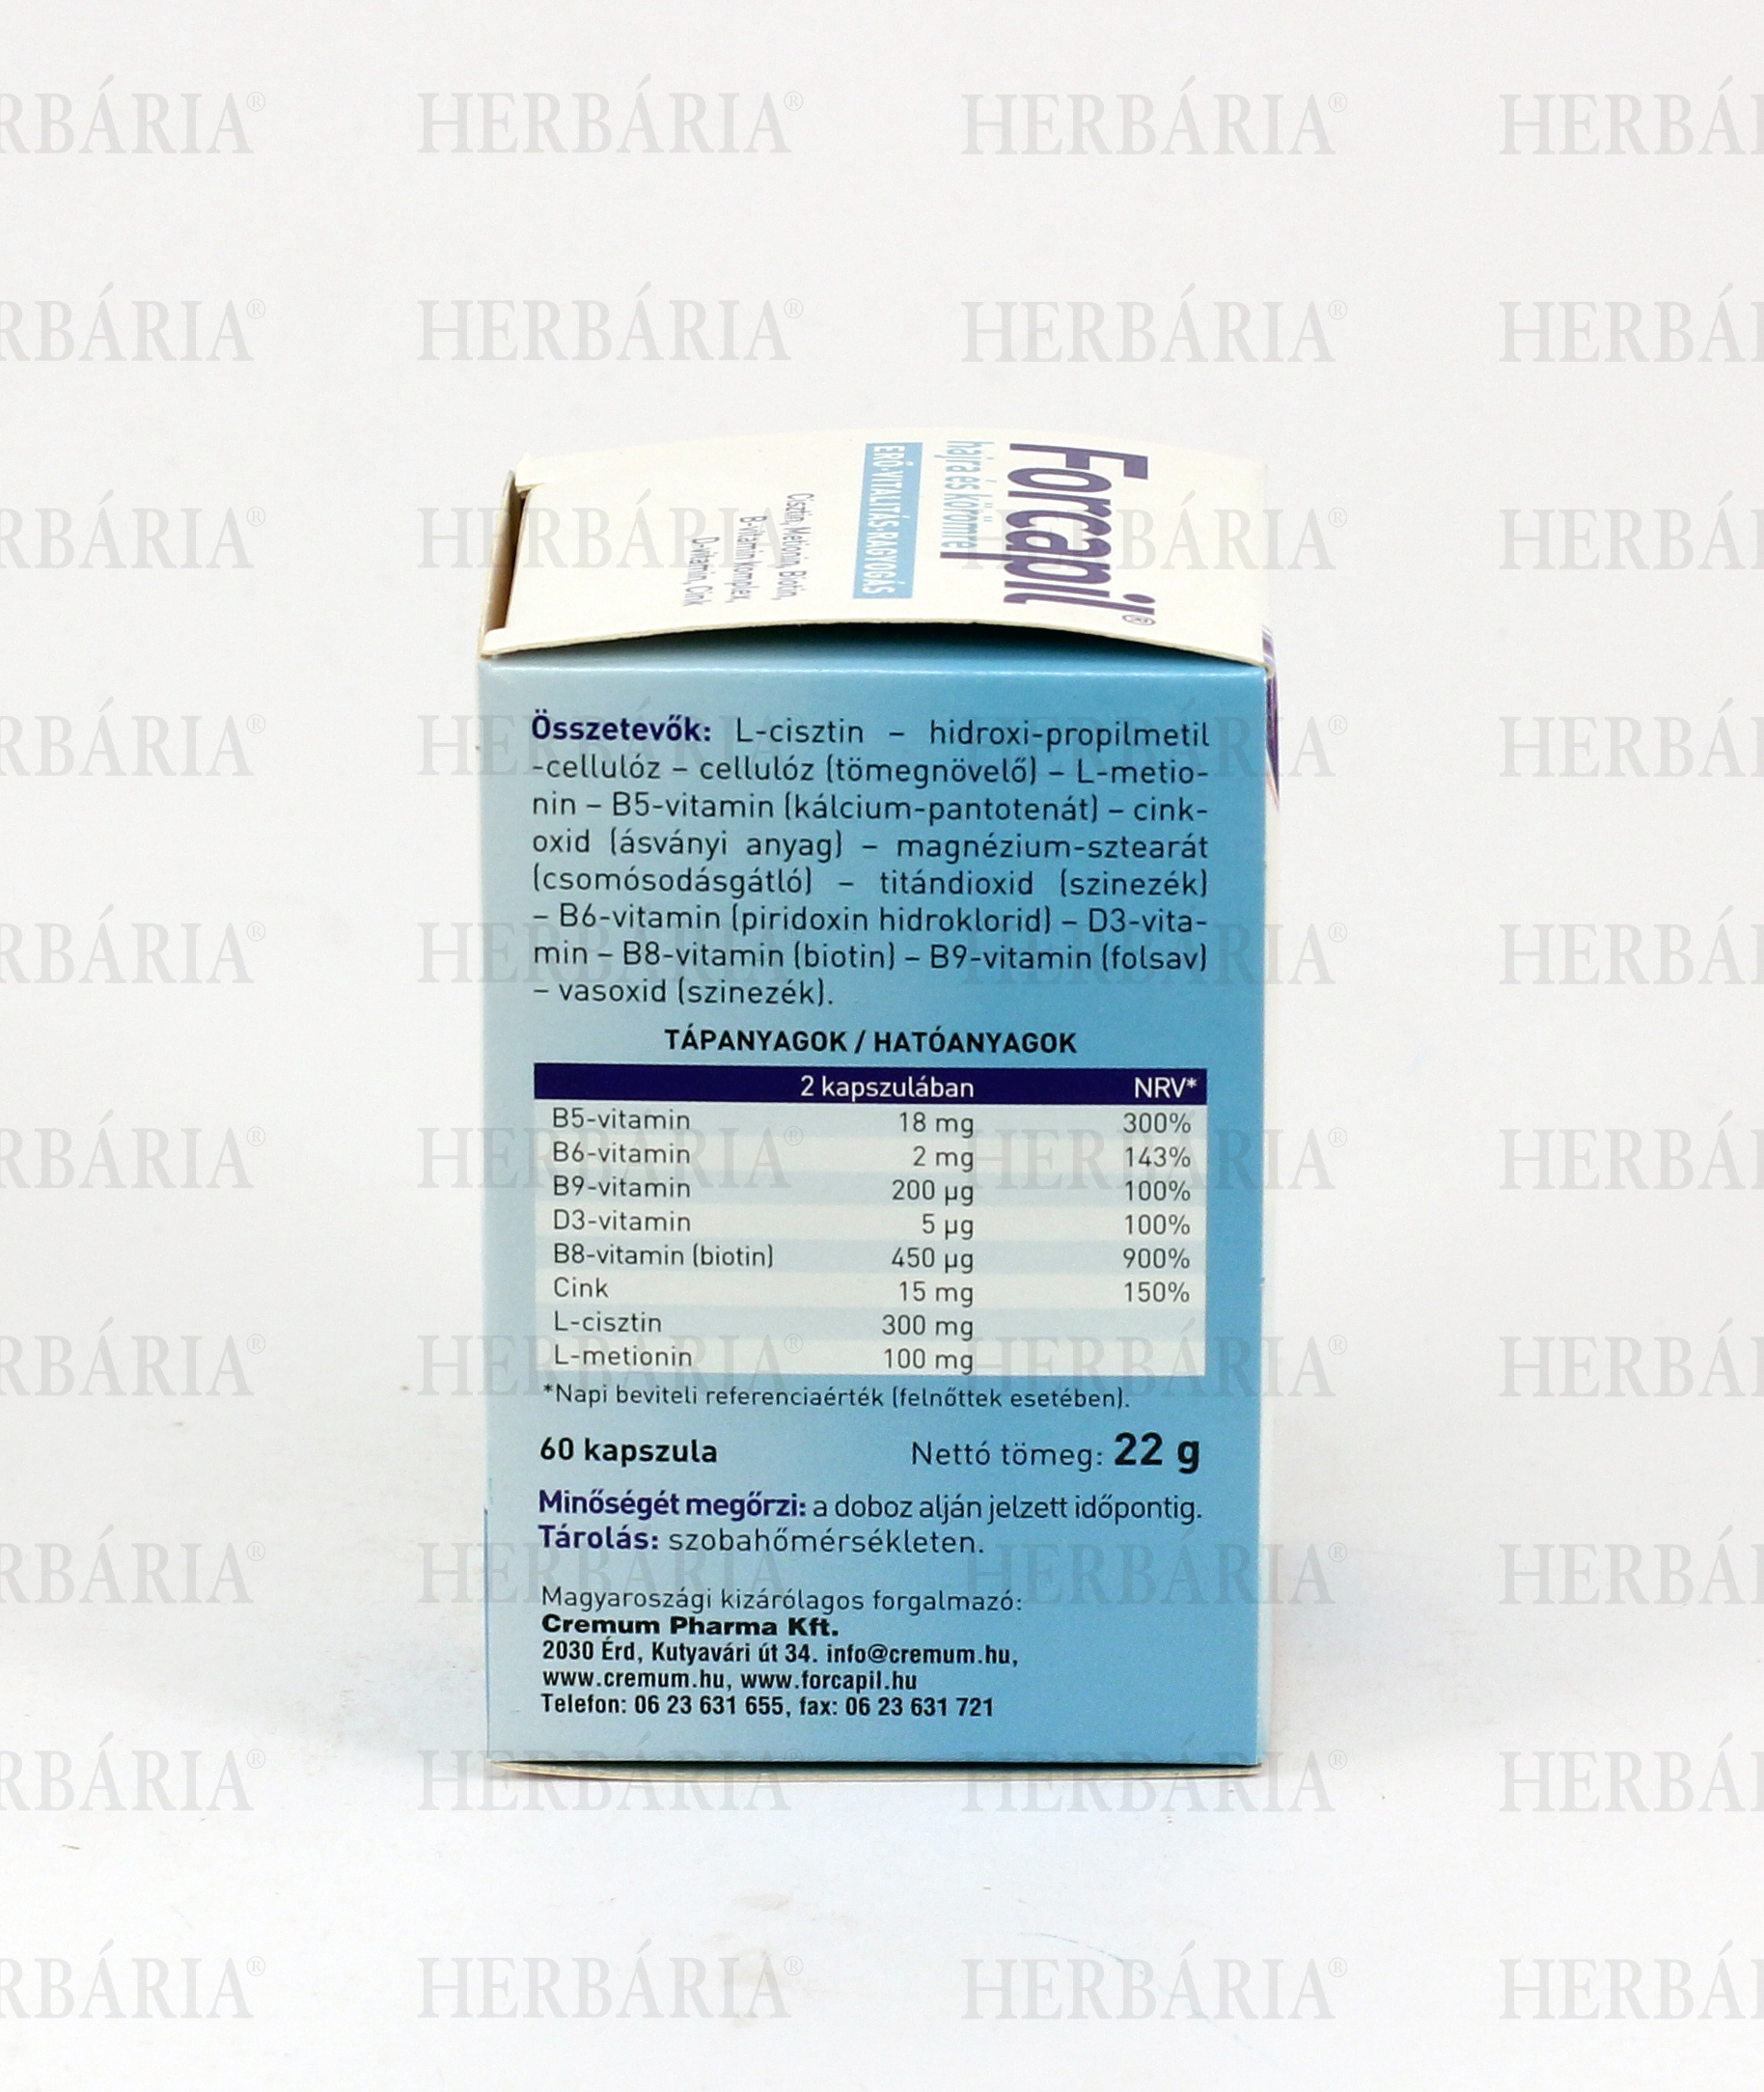 Forcapil®
hajra és körömre
ERŐ•VITALITÁS•RAGYOGÁS
Cisztin, Metionin, Biotin,
B-vitamin komplex,
D-vitamin, Cink
Összetevők: L-cisztin – hidroxi-propilmetil
-cellulóz – cellulóz (tömegnövelő) – L-metio-
nin – B5-vitamin (kálcium-pantotenát) – cink-
oxid (ásványi anyag) – magnézium-sztearát
(csomósodásgátló) – titándioxid (szinezék)
– B6-vitamin (piridoxin hidroklorid) – D3-vita-
min – B8-vitamin (biotin) – B9-vitamin (folsav)
– vasoxid (szinezék).
TÁPANYAGOK / HATÓANYAGOK
2 kapszulában NRV*
B5-vitamin 18 mg 300%
B6-vitamin 2 mg 143%
B9-vitamin 200 µg 100%
D3-vitamin 5 µg 100%
B8-vitamin (biotin) 450 µg 900%
Cink 15 mg 150%
L-cisztin 300 mg
L-metionin 100 mg
*Napi beviteli referenciaérték (felnőttek esetében).
60 kapszula Nettó tömeg: 22 g
Minőségét megőrzi: a doboz alján jelzett időpontig.
Tárolás: szobahőmérsékleten.
Magyaroszági kizárólagos forgalmazó:
Cremum Pharma Kft.
2030 Érd, Kutyavári út 34. info@cremum.hu,
www.cremum.hu, www.forcapil.hu
Telefon: 06 23 631 655, fax: 06 23 631 721
HERBÁRIA®